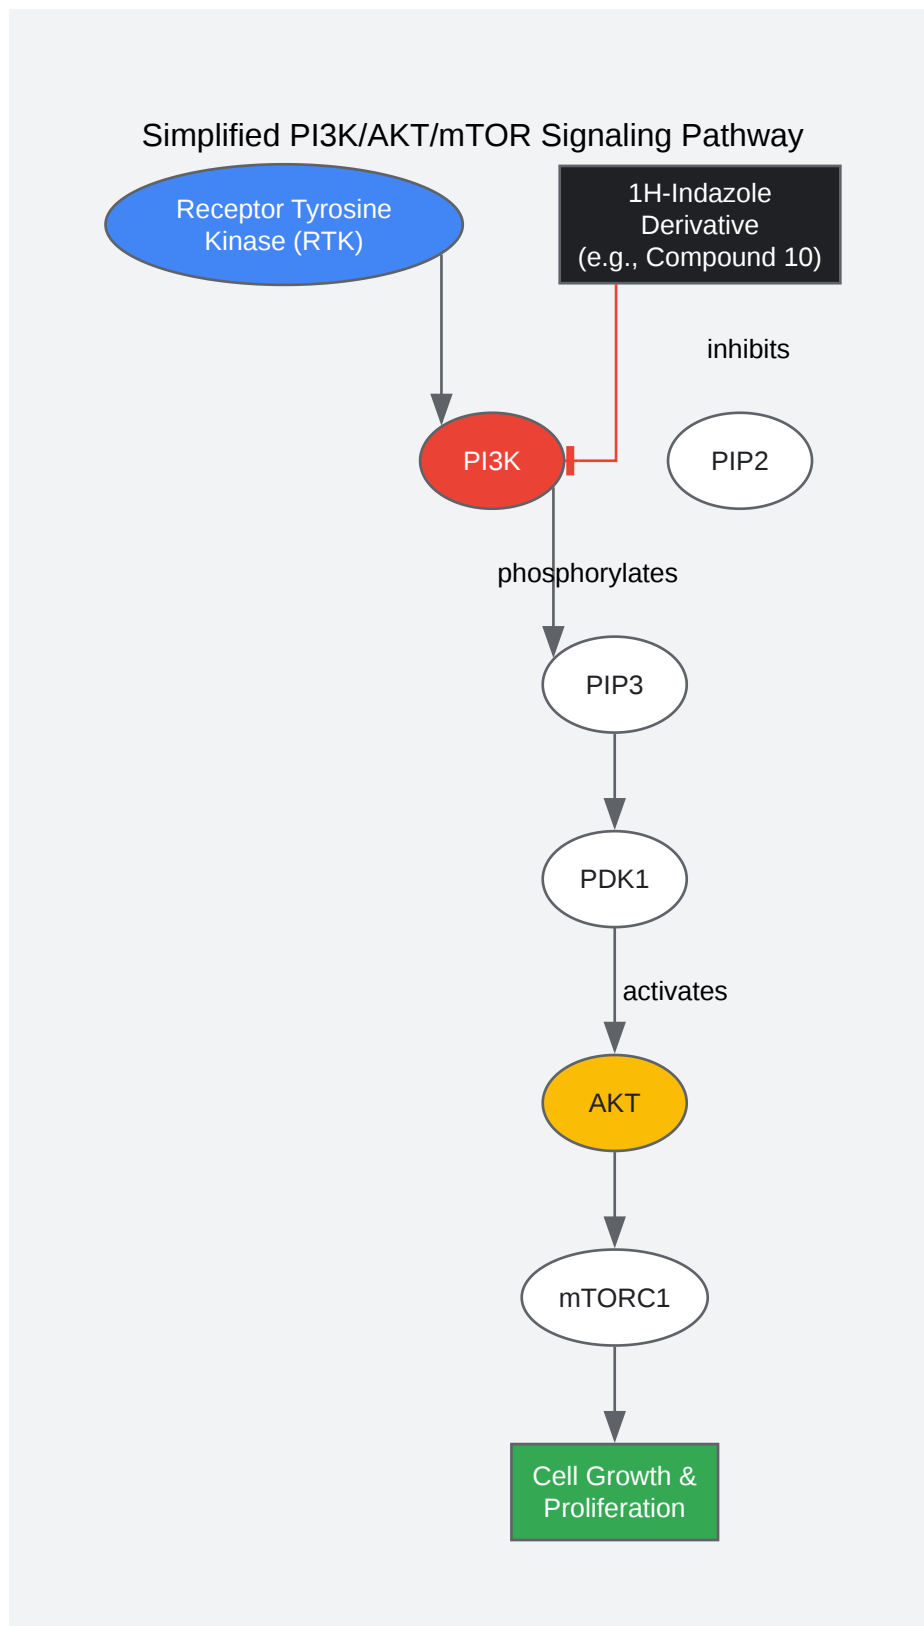 Simplified PI3K/AKT/mTOR Signaling Pathway
Receptor Tyrosine
Kinase (RTK)
1H-Indazole
Derivative
(e.g., Compound 10)
inhibits
PI3K
PIP2
phosphorylates
PIP3
PDK1
activates
AKT
mTORC1
Cell Growth &
Proliferation